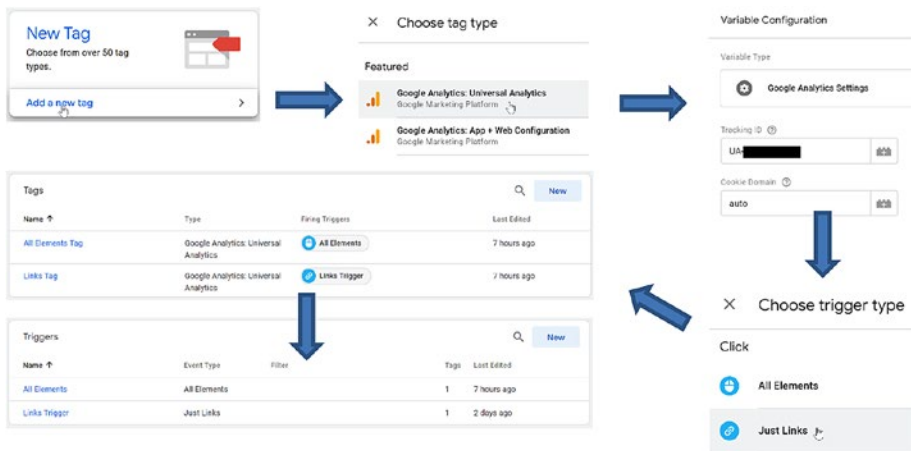 New Tag
Choose from over 50 tag
types.
Add a new tag
Choose tag type
Featured
Google Analytics: Universal Analytics
Google Marketing Platform
Google Analytics: App + Web Configuration
Google Marketing Platform
Variable Configuration
Variable Type
Google Analytics Settings
Tracking ID
UA-
Cookie Domain
auto
Choose trigger type
Click
All Elements
Just Links
Tags
New
Name Type Firing Triggers Last Edited
All Elements Tag Google Analytics: Universal All Elements 7 hours ago
Analytics
Links Tag Google Analytics: Universal Links Trigger 7 hours ago
Analytics
Triggers
New
Name Event Type Filter Tags Last Edited
All Elements All Elements 1 7 hours ago
Links Trigger Just Links 1 2 days ago